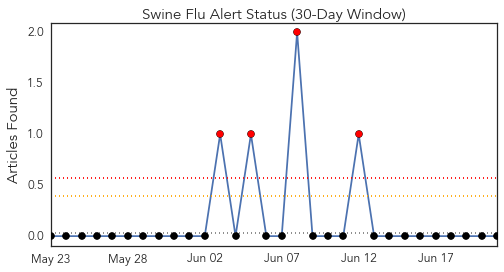 Swine Flu Alert Status (30-Day Window)
Articles Found
2.0
1.5
1.0
0.5
0.0
May 23 May 28 Jun 02 Jun 07 Jun 12 Jun 17